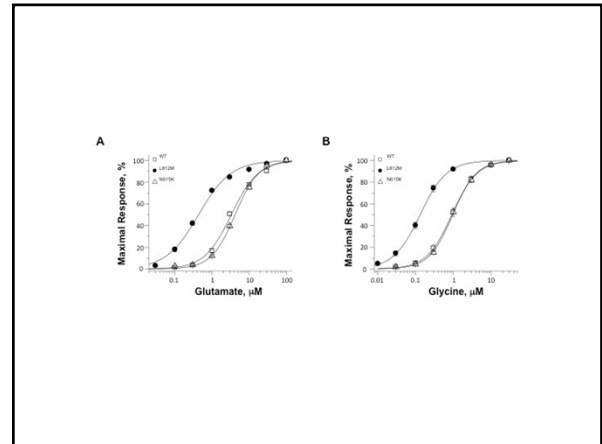 A
WT
L812M
N615K
Maximal Response, %
100
80
60
40
20
0
0.1
1
10
100
Glutamate, μM
B
WT
L812M
N615K
Maximal Response, %
100
80
60
40
20
0
0.01
0.1
1
10
Glycine, μM